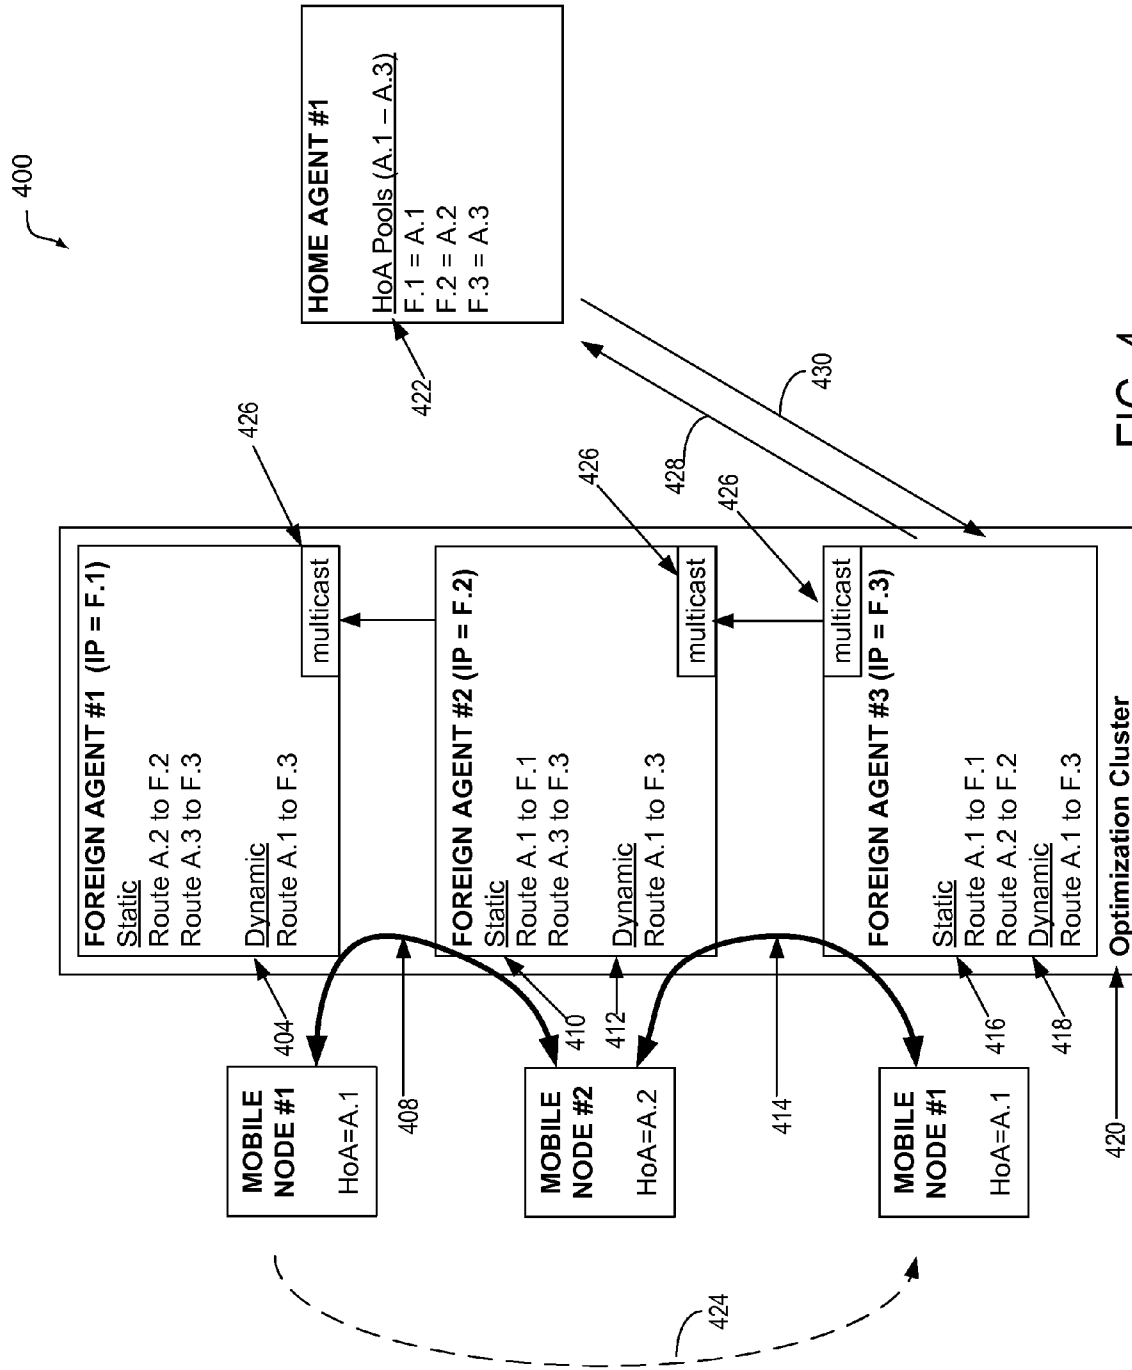 400
FOREIGN AGENT #1 (IP = F.1)
Static
Route A.2 to F.2
Route A.3 to F.3
Dynamic
Route A.1 to F.3
multicast
404
426
MOBILE
NODE #1
HoA=A.1
408
HOME AGENT #1
HoA Pools (A.1 – A.3)
F.1 = A.1
F.2 = A.2
F.3 = A.3
422
FOREIGN AGENT #2 (IP = F.2)
Static
Route A.1 to F.1
Route A.3 to F.3
Dynamic
Route A.1 to F.3
multicast
410
412
426
MOBILE
NODE #2
HoA=A.2
414
424
428
430
426
multicast
FOREIGN AGENT #3 (IP = F.3)
Static
Route A.1 to F.1
Route A.2 to F.2
Dynamic
Route A.1 to F.3
416
418
MOBILE
NODE #1
HoA=A.1
420
Optimization Cluster
FIG. 4